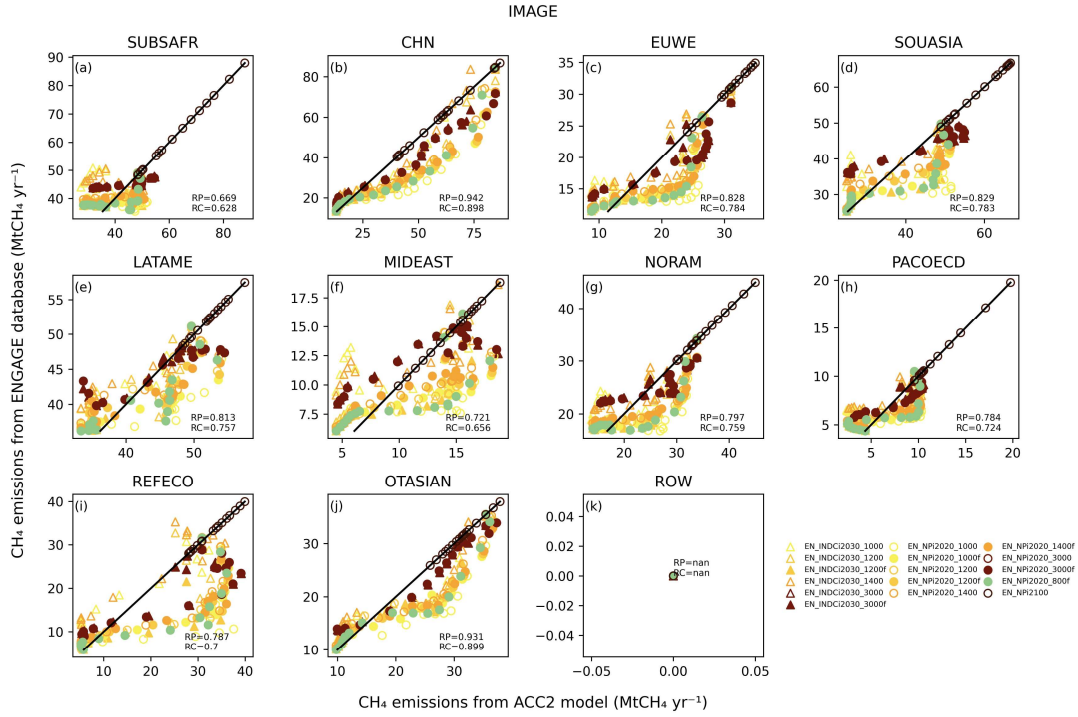 IMAGE
SUBSAFR
CHN
EUWE
SOUASIA
(a)
(b)
(c)
(d)
90
80
70
60
50
40
40
60
80
RP=0.669
RC=0.628
80
60
40
20
25
50
75
RP=0.942
RC=0.898
35
30
25
20
15
10
20
30
RP=0.828
RC=0.784
60
50
40
30
40
60
RP=0.829
RC=0.783
CH₄ emissions from ENGAGE database (MtCH₄ yr⁻¹)
LATAME
MIDEAST
NORAM
PACOECD
(e)
(f)
(g)
(h)
55
50
45
40
40
50
RP=0.813
RC=0.757
17.5
15.0
12.5
10.0
7.5
5
10
15
RP=0.721
RC=0.656
40
30
20
20
30
40
RP=0.797
RC=0.759
20
15
10
5
5
10
15
20
RP=0.784
RC=0.724
REFECO
OTASIAN
ROW
(i)
(j)
(k)
40
30
20
10
10
20
30
40
RP=0.787
RC=0.7
35
30
25
20
15
10
10
20
30
RP=0.931
RC=0.899
0.04
0.02
0.00
−0.02
−0.04
−0.05
0.00
0.05
RP=nan
RC=nan
EN_INDCi2030_1000
EN_INDCi2030_1200
EN_INDCi2030_1200f
EN_INDCi2030_1400
EN_INDCi2030_3000
EN_INDCi2030_3000f
EN_NPi2020_1000
EN_NPi2020_1000f
EN_NPi2020_1200
EN_NPi2020_1200f
EN_NPi2020_1400
EN_NPi2020_1400f
EN_NPi2020_3000
EN_NPi2020_3000f
EN_NPi2020_800f
EN_NPi2100
CH₄ emissions from ACC2 model (MtCH₄ yr⁻¹)